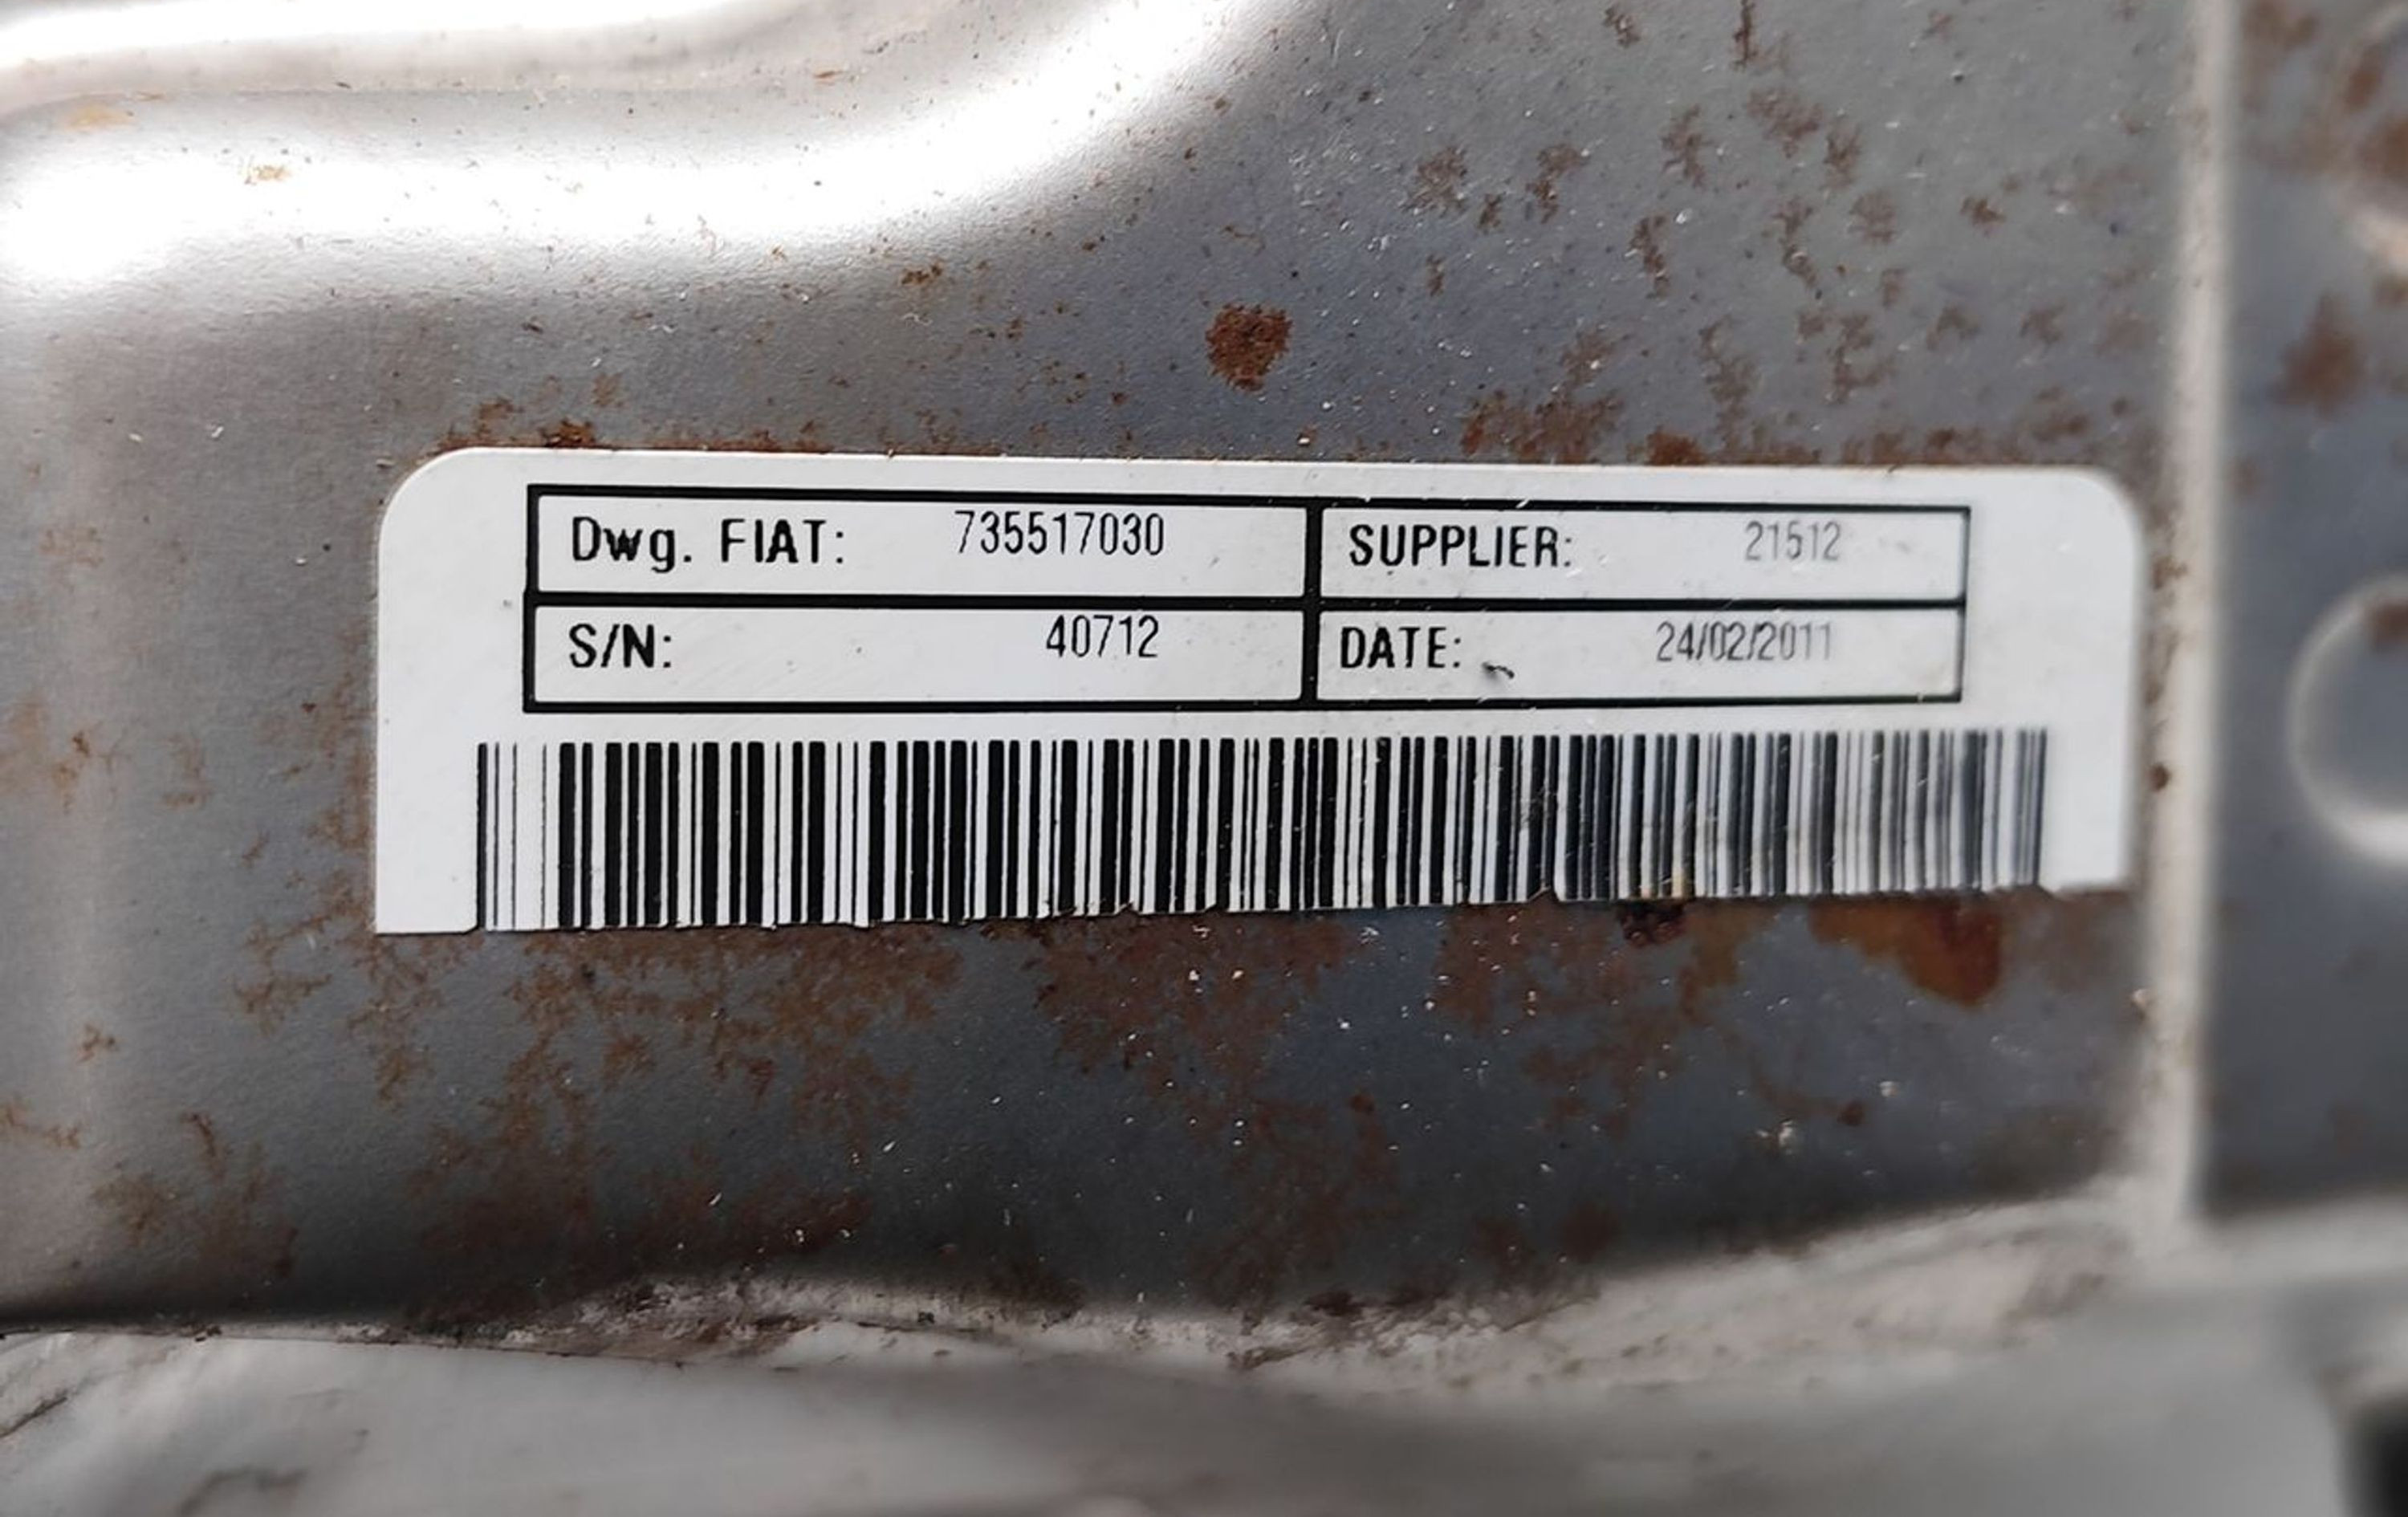 Dwg. FIAT: 735517030 SUPPLIER: 21512
S/N: 40712 DATE: 24/02/2011